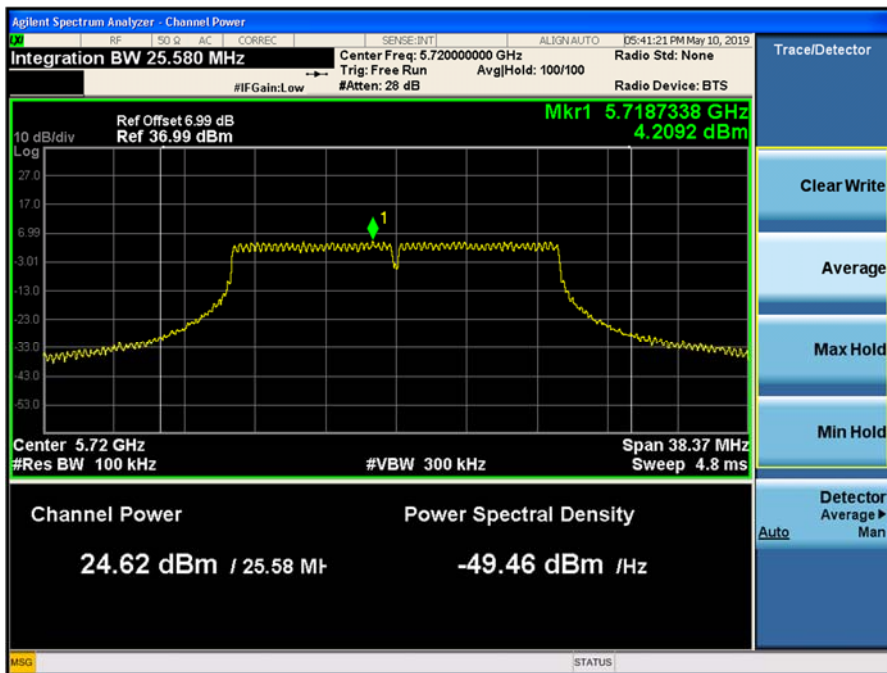 Agilent Spectrum Analyzer - Channel Power
LXI RF 50 Ω AC CORREC SENSE:INT ALIGN AUTO 05:41:21 PM May 10, 2019
Integration BW 25.580 MHz
Center Freq: 5.720000000 GHz
Radio Std: None
Trig: Free Run Avg|Hold: 100/100
#IFGain:Low #Atten: 28 dB Radio Device: BTS
Mkr1 5.7187338 GHz
4.2092 dBm
Ref Offset 6.99 dB
10 dB/div Ref 36.99 dBm
Log
27.0
17.0
6.99
-3.01
-13.0
-23.0
-33.0
-43.0
-53.0
1
Center 5.72 GHz Span 38.37 MHz
#Res BW 100 kHz #VBW 300 kHz Sweep 4.8 ms
Channel Power Power Spectral Density
24.62 dBm / 25.58 MH -49.46 dBm /Hz
MSG STATUS
Trace/Detector
Clear Write
Average
Max Hold
Min Hold
Detector
Average
Auto Man